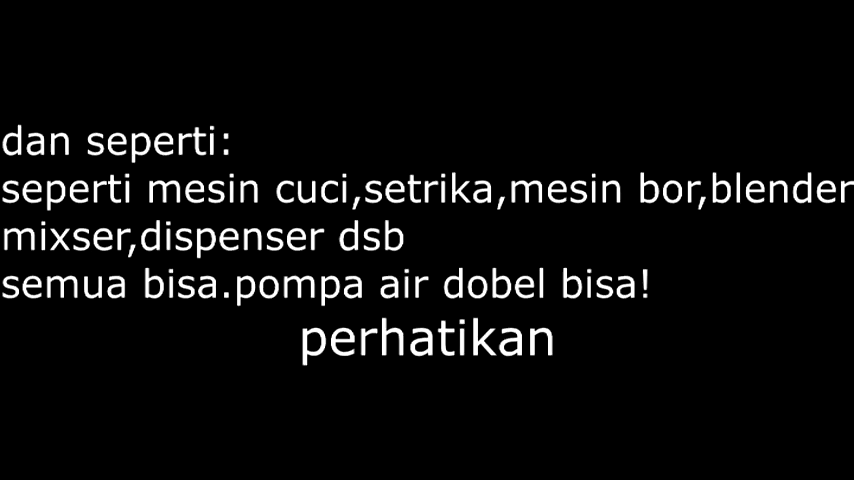 dan seperti:
seperti mesin cuci,setrika,mesin bor,blender
mixser,dispenser dsb
semua bisa.pompa air dobel bisa!
perhatikan